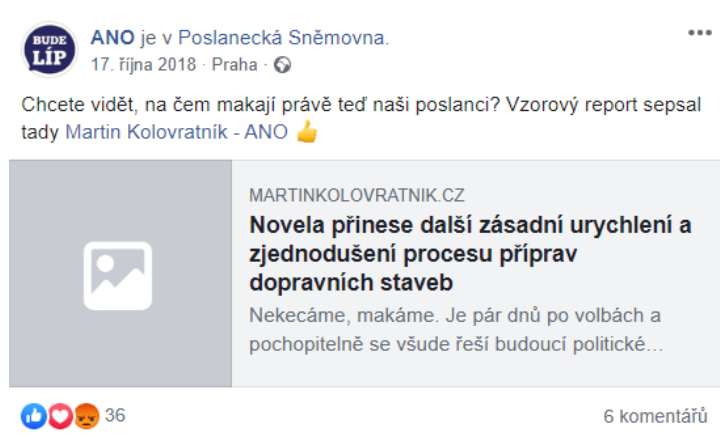 BUDE
LÍP
ANO je v Poslanecká Sněmovna.
17. října 2018 · Praha ·
Chcete vidět, na čem makají právě teď naši poslanci? Vzorový report sepsal
tady Martin Kolovratník - ANO 👍
MARTINKOLOVRATNIK.CZ
Novela přinese další zásadní urychlení a
zjednodušení procesu příprav
dopravních staveb
Nekecáme, makáme. Je pár dnů po volbách a
pochopitelně se všude řeší budoucí politické...
36
6 komentářů